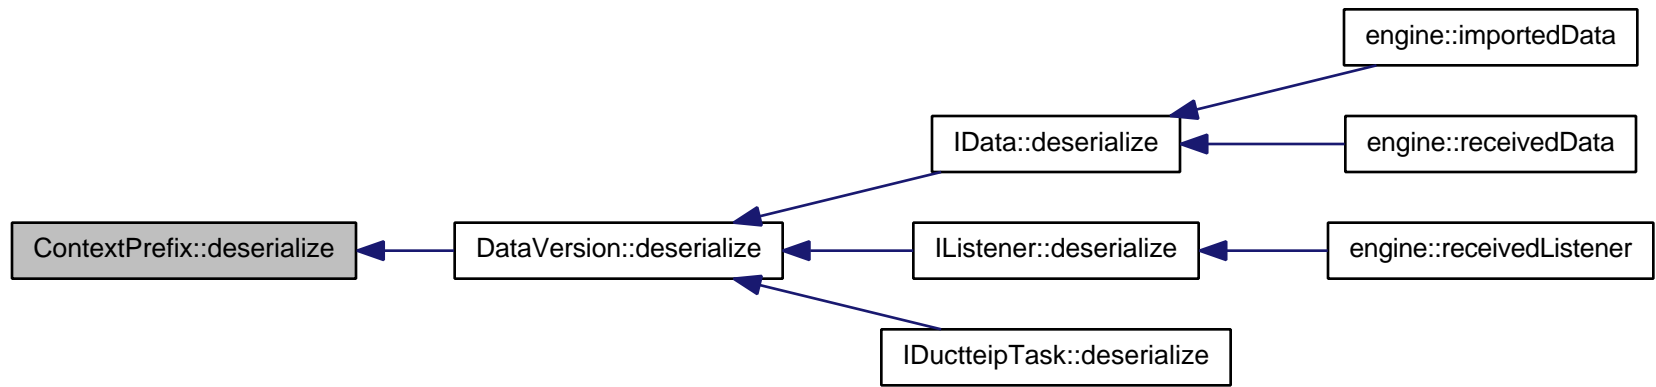 engine::importedData
IData::deserialize
engine::receivedData
ContextPrefix::deserialize
DataVersion::deserialize
IListener::deserialize
engine::receivedListener
IDuctteipTask::deserialize